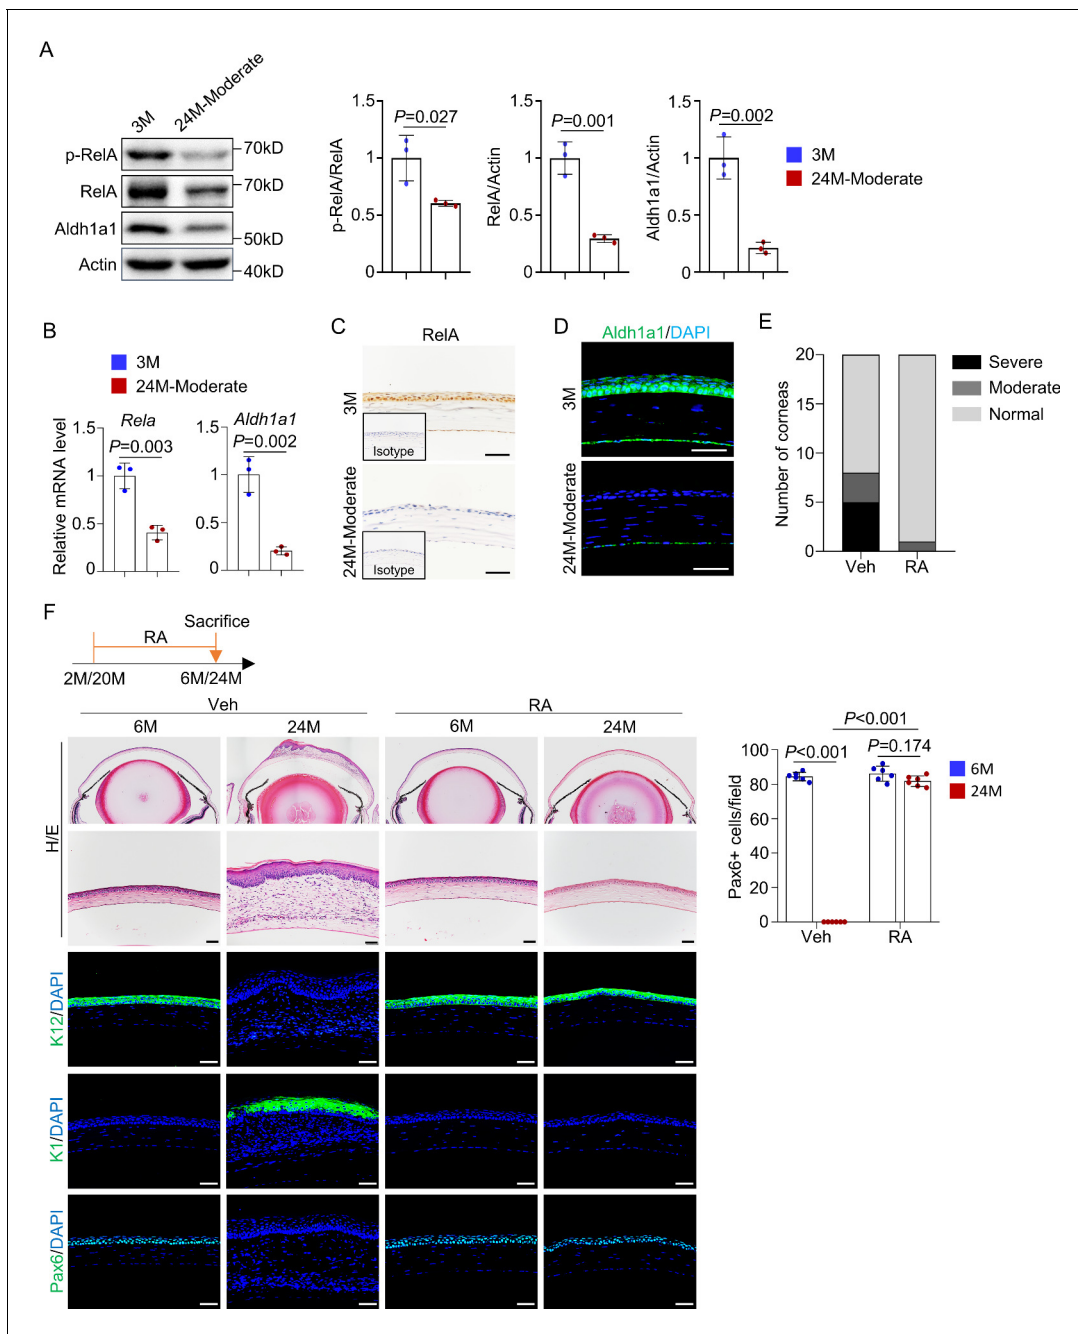 A
3M
24M-Moderate
p-RelA
70kD
RelA
70kD
Aldh1a1
50kD
Actin
40kD
1.5
1
0.5
0
p-RelA/RelA
P=0.027
1.5
1
0.5
0
RelA/Actin
P=0.001
1.5
1
0.5
0
Aldh1a1/Actin
P=0.002
3M
24M-Moderate
B
3M
24M-Moderate
Relative mRNA level
Rela
P=0.003
1.5
1
0.5
0
Aldh1a1
P=0.002
1.5
1
0.5
0
C
RelA
3M
Isotype
24M-Moderate
Isotype
D
Aldh1a1/DAPI
3M
24M-Moderate
E
Number of corneas
20
15
10
5
0
Veh
RA
Severe
Moderate
Normal
F
Sacrifice
RA
2M/20M
6M/24M
Veh
RA
6M
24M
6M
24M
H/E
K12/DAPI
K1/DAPI
Pax6/DAPI
Pax6+ cells/field
100
80
60
40
20
0
P<0.001
P<0.001
P=0.174
Veh
RA
6M
24M